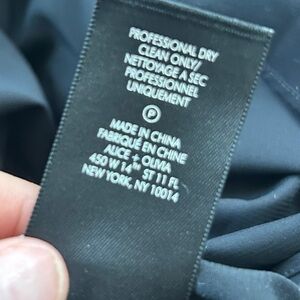 PROFESSIONAL DRY
CLEAN ONLY/
NETTOYAGE A SEC
PROFESSIONNEL
UNIQUEMENT
P
MADE IN CHINA
FABRIQUÉ EN CHINE
ALICE + OLIVIA
450 W 14TH ST 11 FL
NEW YORK, NY 10014